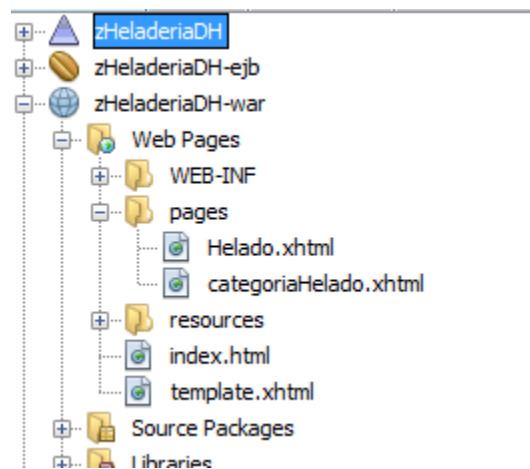 zHeladeriaDH
zHeladeriaDH-ejb
zHeladeriaDH-war
Web Pages
WEB-INF
pages
Helado.xhtml
categoriaHelado.xhtml
resources
index.html
template.xhtml
Source Packages
Libraries